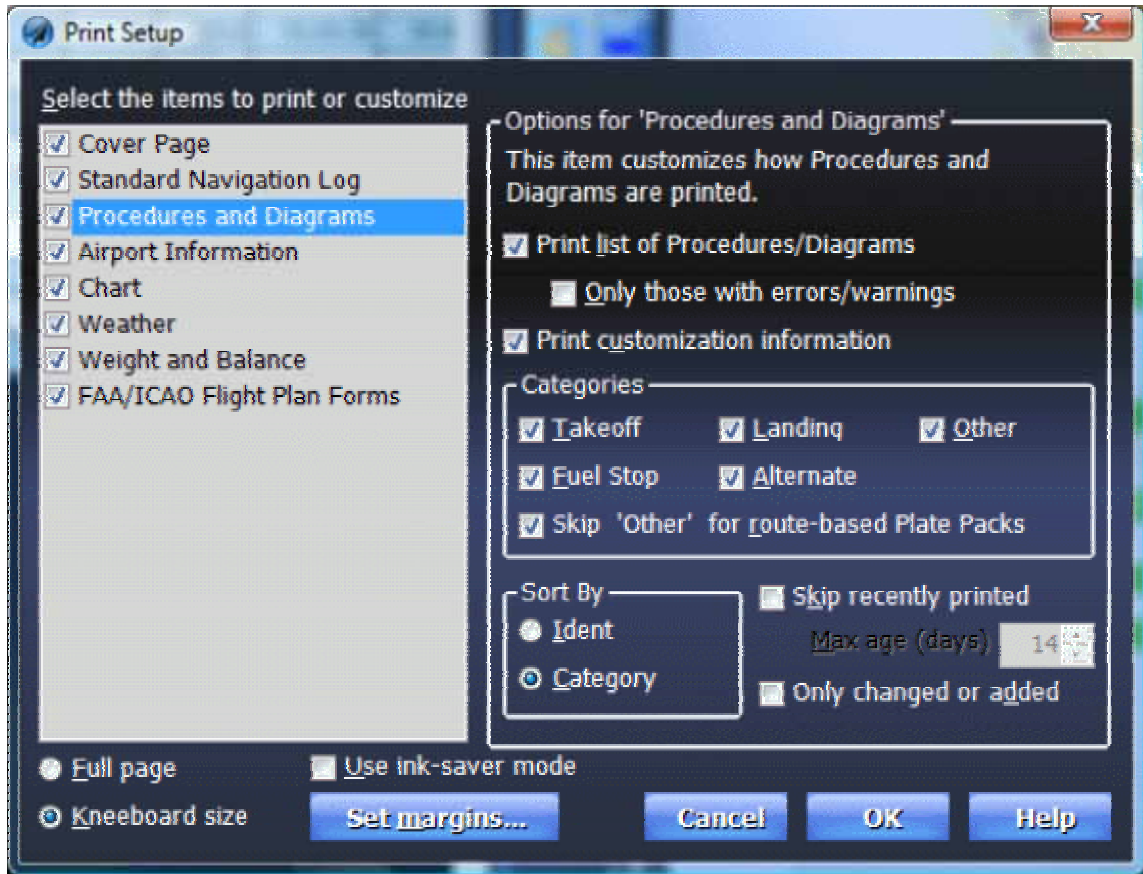 Print Setup
Select the items to print or customize
Cover Page
Standard Navigation Log
Procedures and Diagrams
Airport Information
Chart
Weather
Weight and Balance
FAA/ICAO Flight Plan Forms
Options for 'Procedures and Diagrams'
This item customizes how Procedures and
Diagrams are printed.
Print list of Procedures/Diagrams
Only those with errors/warnings
Print customization information
Categories
Takeoff Landing Other
Fuel Stop Alternate
Skip 'Other' for route-based Plate Packs
Sort By
Ident
Category
Skip recently printed
Max age (days) 14
Only changed or added
Full page
Kneeboard size
Use ink-saver mode
Set margins... Cancel OK Help